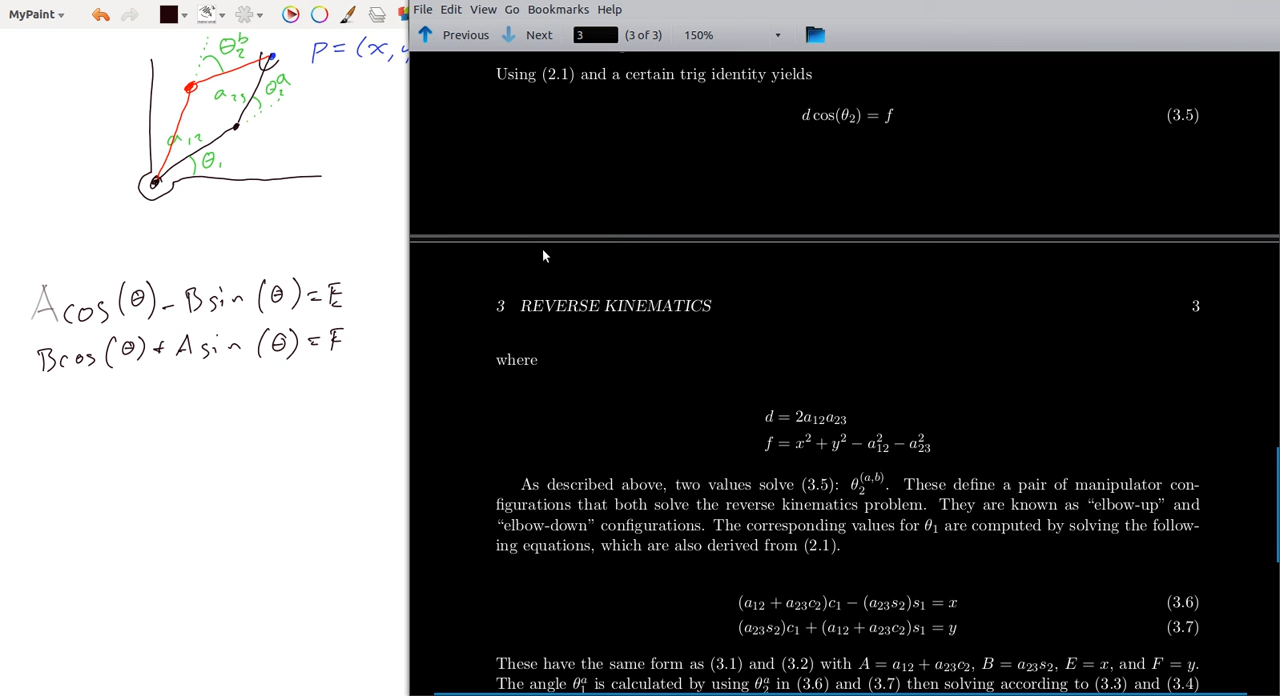 MyPaint
File Edit View Go Bookmarks Help
Previous Next 3 (3 of 3) 150%
θ₂ᵇ
P = (x, y
a₂₃
θ₂ᵃ
a₁₂
θ₁
A cos(θ) - B sin(θ) = E
B cos(θ) + A sin(θ) = F
Using (2.1) and a certain trig identity yields
d cos(θ₂) = f (3.5)
3 REVERSE KINEMATICS 3
where
d = 2a₁₂a₂₃
f = x² + y² − a₁₂² − a₂₃²
As described above, two values solve (3.5): θ₂⁽ᵃ,ᵇ⁾. These define a pair of manipulator con-
figurations that both solve the reverse kinematics problem. They are known as “elbow-up” and
“elbow-down” configurations. The corresponding values for θ₁ are computed by solving the follow-
ing equations, which are also derived from (2.1).
(a₁₂ + a₂₃c₂)c₁ − (a₂₃s₂)s₁ = x (3.6)
(a₂₃s₂)c₁ + (a₁₂ + a₂₃c₂)s₁ = y (3.7)
These have the same form as (3.1) and (3.2) with A = a₁₂ + a₂₃c₂, B = a₂₃s₂, E = x, and F = y.
The angle θ₁ᵃ is calculated by using θ₂ᵃ in (3.6) and (3.7) then solving according to (3.3) and (3.4)